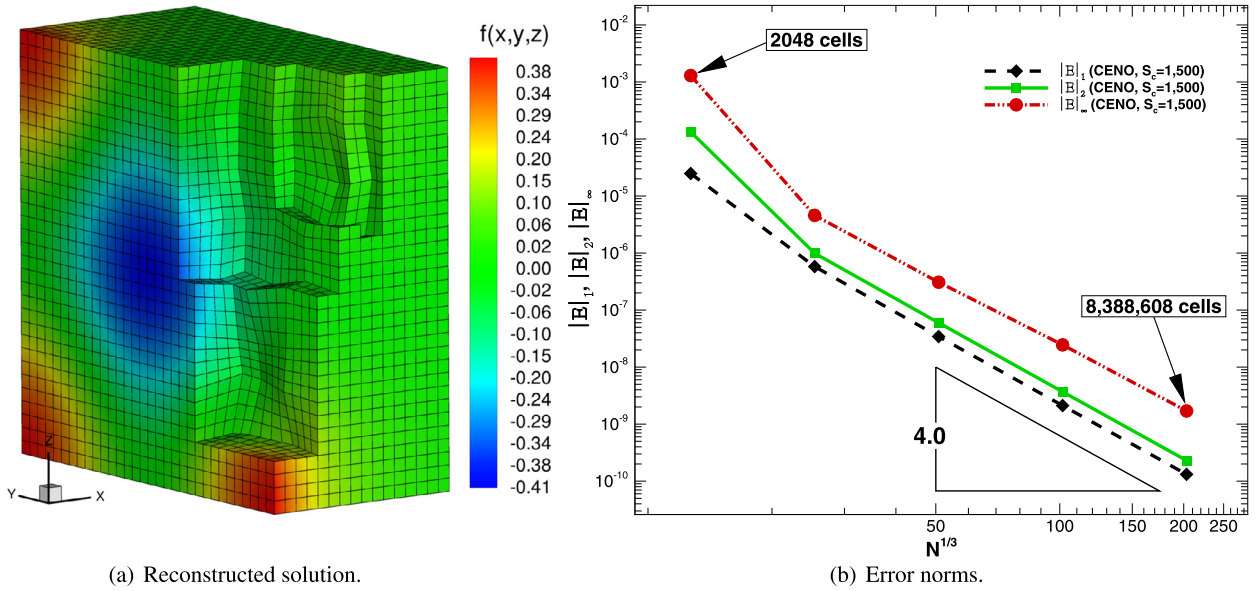 f(x,y,z)
0.38
0.34
0.29
0.24
0.20
0.15
0.10
0.06
0.02
0.00
-0.02
-0.06
-0.10
-0.15
-0.20
-0.24
-0.29
-0.34
-0.38
-0.41
Z
Y
X
(a) Reconstructed solution.
|E|₁, |E|₂, |E|∞
10⁻²
10⁻³
10⁻⁴
10⁻⁵
10⁻⁶
10⁻⁷
10⁻⁸
10⁻⁹
10⁻¹⁰
2048 cells
|E|₁ (CENO, Sc=1,500)
|E|₂ (CENO, Sc=1,500)
|E|∞ (CENO, Sc=1,500)
8,388,608 cells
4.0
50 100 150 200 250
N¹/³
(b) Error norms.